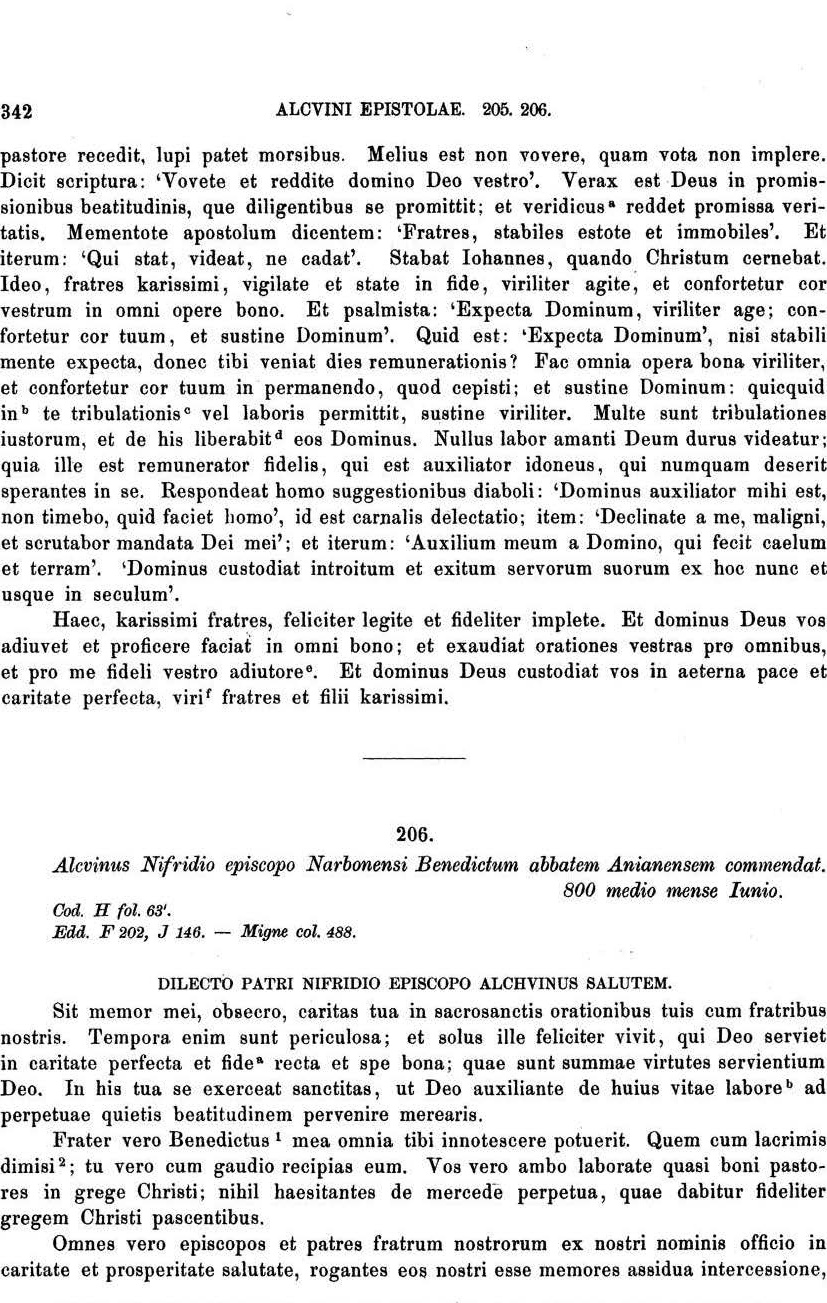 342 ALCVINI EPISTOLAE. 205. 206.
pastore recedit, lupi patet morsibus. Melius est non vovere, quam vota non implere.
Dicit scriptura: ‘Vovete et reddite domino Deo vestro’. Verax est Deus in promis-
sionibus beatitudinis, que diligentibus se promittit; et veridicusᵃ reddet promissa veri-
tatis. Mementote apostolum dicentem: ‘Fratres, stabiles estote et immobiles’. Et
iterum: ‘Qui stat, videat, ne cadat’. Stabat Iohannes, quando Christum cernebat.
Ideo, fratres karissimi, vigilate et state in fide, viriliter agite, et confortetur cor
vestrum in omni opere bono. Et psalmista: ‘Expecta Dominum, viriliter age; con-
fortetur cor tuum, et sustine Dominum’. Quid est: ‘Expecta Dominum’, nisi stabili
mente expecta, donec tibi veniat dies remunerationis? Fac omnia opera bona viriliter,
et confortetur cor tuum in permanendo, quod cepisti; et sustine Dominum: quicquid
inᵇ te tribulationisᶜ vel laboris permittit, sustine viriliter. Multe sunt tribulationes
iustorum, et de his liberabitᵈ eos Dominus. Nullus labor amanti Deum durus videatur;
quia ille est remunerator fidelis, qui est auxiliator idoneus, qui numquam deserit
sperantes in se. Respondeat homo suggestionibus diaboli: ‘Dominus auxiliator mihi est,
non timebo, quid faciet homo’, id est carnalis delectatio; item: ‘Declinate a me, maligni,
et scrutabor mandata Dei mei’; et iterum: ‘Auxilium meum a Domino, qui fecit caelum
et terram’. ‘Dominus custodiat introitum et exitum servorum suorum ex hoc nunc et
usque in seculum’.
Haec, karissimi fratres, feliciter legite et fideliter implete. Et dominus Deus vos
adiuvet et proficere faciat in omni bono; et exaudiat orationes vestras pro omnibus,
et pro me fideli vestro adiutoreᵉ. Et dominus Deus custodiat vos in aeterna pace et
caritate perfecta, viriᶠ fratres et filii karissimi.
206.
Alcvinus Nifridio episcopo Narbonensi Benedictum abbatem Anianensem commendat.
800 medio mense Iunio.
Cod. H fol. 63'.
Edd. F 202, J 146. — Migne col. 488.
DILECTO PATRI NIFRIDIO EPISCOPO ALCHVINUS SALUTEM.
Sit memor mei, obsecro, caritas tua in sacrosanctis orationibus tuis cum fratribus
nostris. Tempora enim sunt periculosa; et solus ille feliciter vivit, qui Deo serviet
in caritate perfecta et fideᵃ recta et spe bona; quae sunt summae virtutes servientium
Deo. In his tua se exerceat sanctitas, ut Deo auxiliante de huius vitae laboreᵇ ad
perpetuae quietis beatitudinem pervenire merearis.
Frater vero Benedictus¹ mea omnia tibi innotescere potuerit. Quem cum lacrimis
dimisi²; tu vero cum gaudio recipias eum. Vos vero ambo laborate quasi boni pasto-
res in grege Christi; nihil haesitantes de mercede perpetua, quae dabitur fideliter
gregem Christi pascentibus.
Omnes vero episcopos et patres fratrum nostrorum ex nostri nominis officio in
caritate et prosperitate salutate, rogantes eos nostri esse memores assidua intercessione,